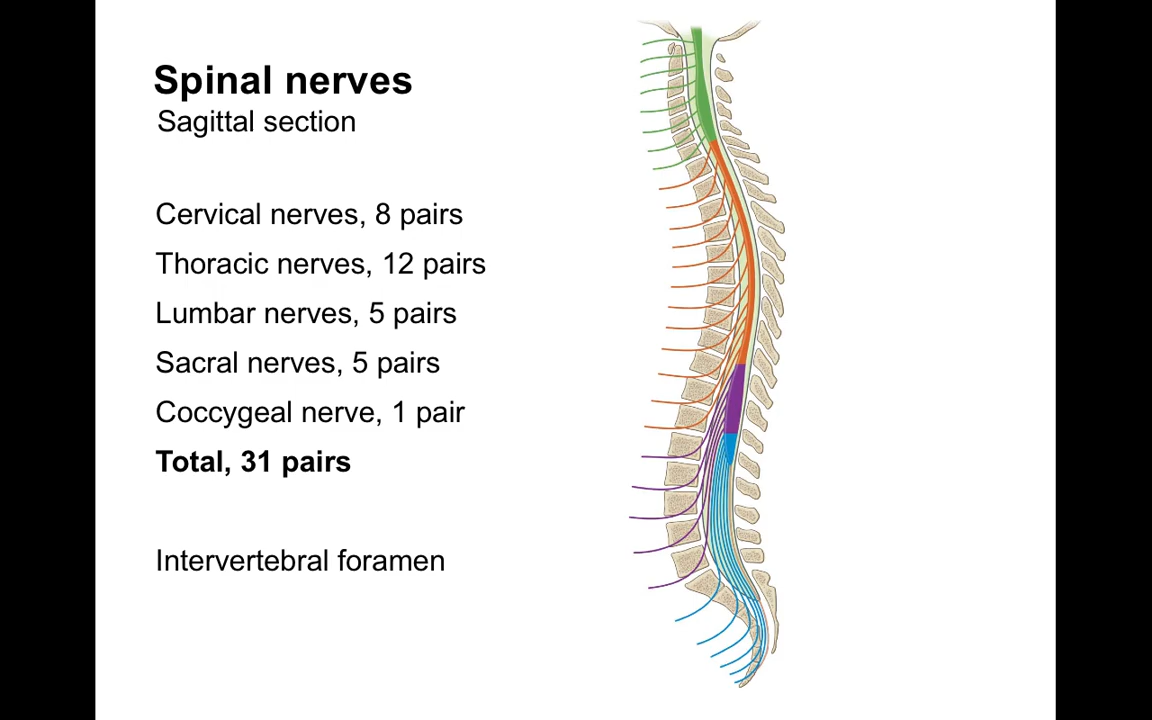 Spinal nerves
Sagittal section
Cervical nerves, 8 pairs
Thoracic nerves, 12 pairs
Lumbar nerves, 5 pairs
Sacral nerves, 5 pairs
Coccygeal nerve, 1 pair
Total, 31 pairs
Intervertebral foramen